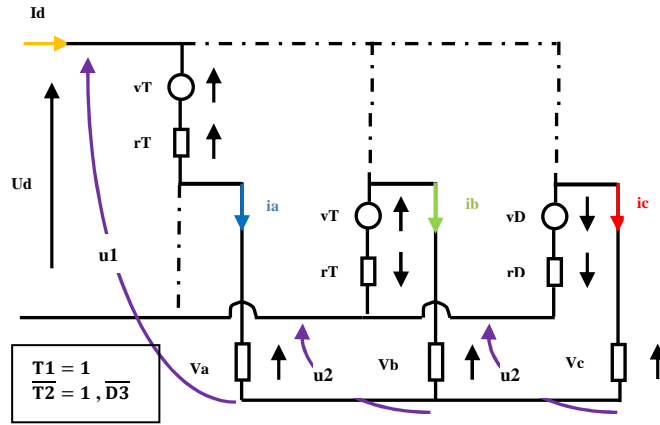 Id
vT
rT
Ud
ia
vT
ib
vD
ic
rT
rD
u1
T1 = 1
T2 = 1 , D3
Va
u2
Vb
u2
Vc